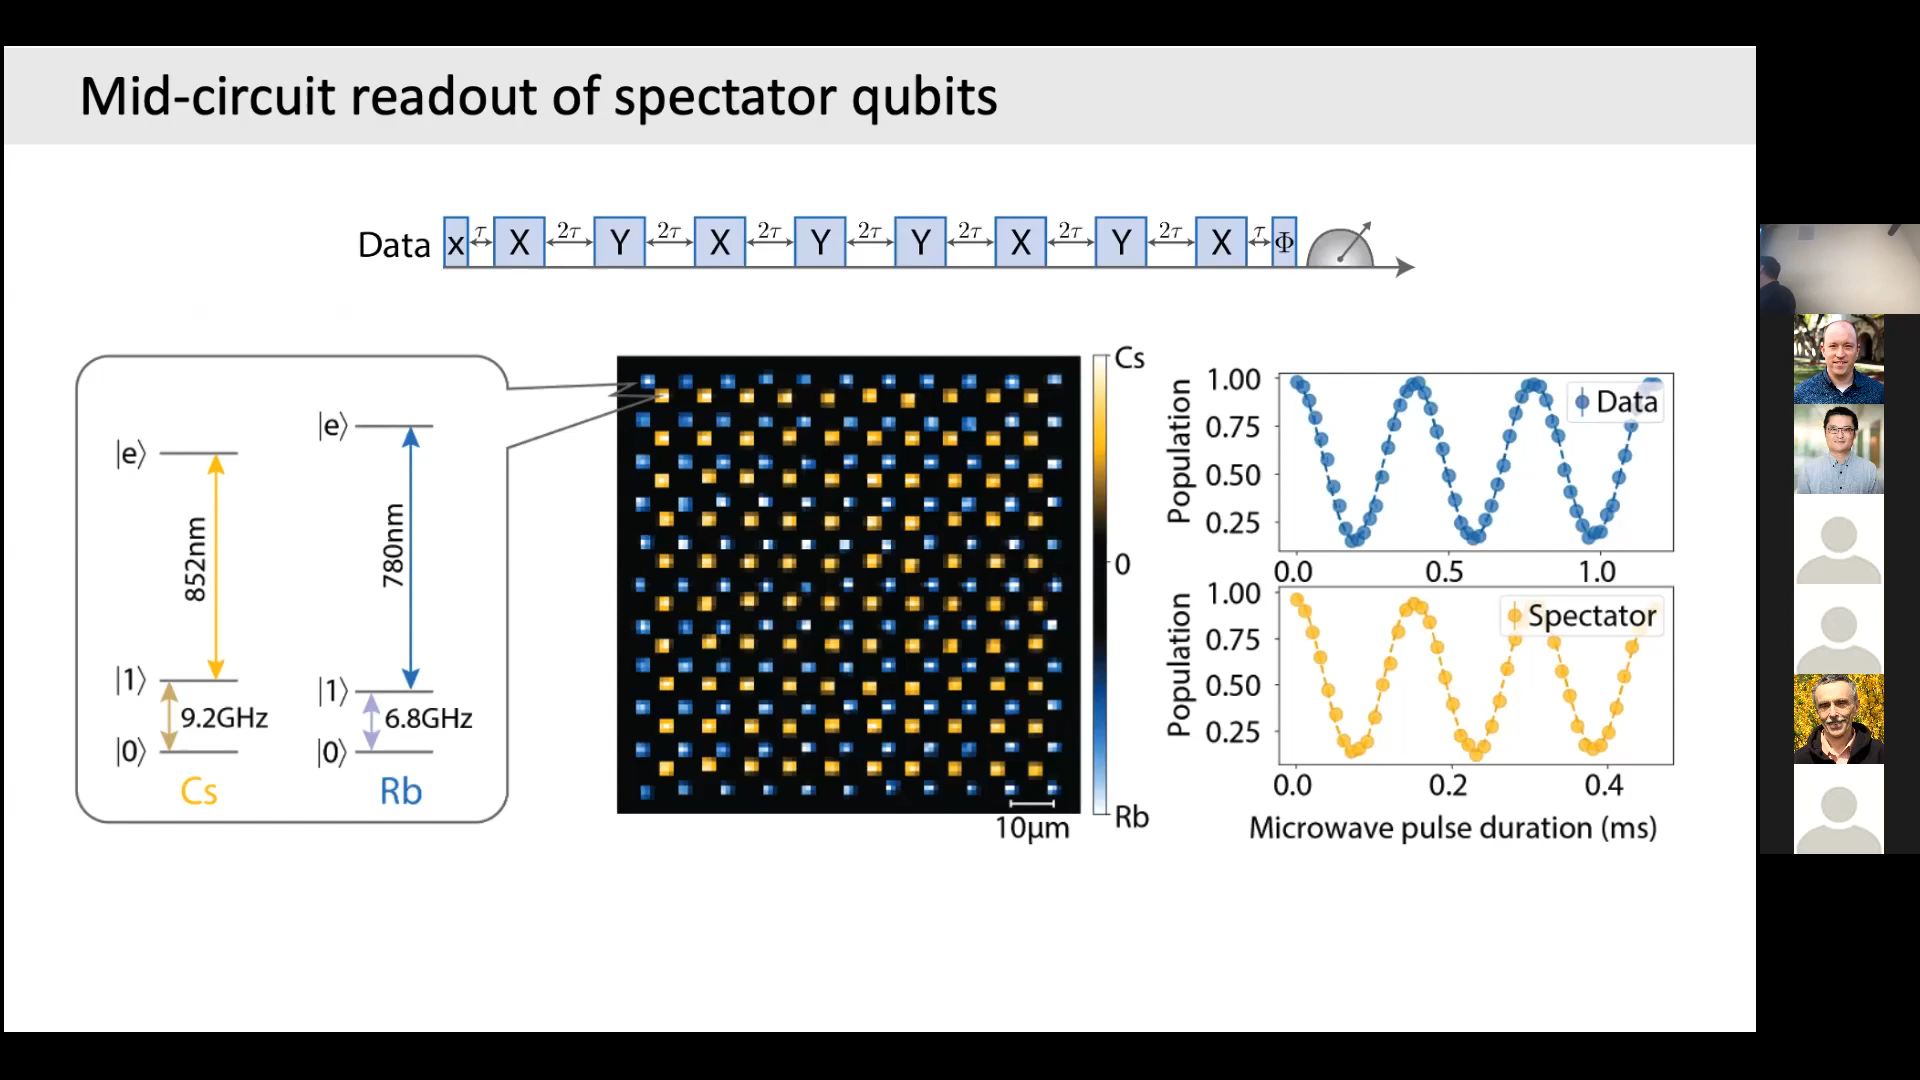 Mid-circuit readout of spectator qubits
Data x τ X 2τ Y 2τ X 2τ Y 2τ Y 2τ X 2τ Y 2τ X τ Φ
|e⟩ |e⟩
852nm 780nm
|1⟩ |1⟩
9.2GHz 6.8GHz
|0⟩ |0⟩
Cs Rb
Cs
0
Rb
10μm
Population
1.00
0.75
0.50
0.25
Data
0.0 0.5 1.0
Population
1.00
0.75
0.50
0.25
Spectator
0.0 0.2 0.4
Microwave pulse duration (ms)